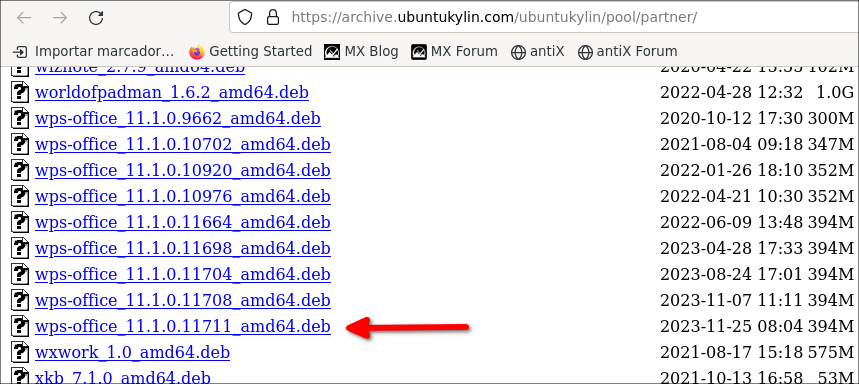 https://archive.ubuntukylin.com/ubuntukylin/pool/partner/
Importar marcador… Getting Started MX Blog MX Forum antiX antiX Forum
wiznote_2.7.9_amd64.deb 2020-04-22 15:55 102M
worldofpadman_1.6.2_amd64.deb 2022-04-28 12:32 1.0G
wps-office_11.1.0.9662_amd64.deb 2020-10-12 17:30 300M
wps-office_11.1.0.10702_amd64.deb 2021-08-04 09:18 347M
wps-office_11.1.0.10920_amd64.deb 2022-01-26 18:10 352M
wps-office_11.1.0.10976_amd64.deb 2022-04-21 10:30 352M
wps-office_11.1.0.11664_amd64.deb 2022-06-09 13:48 394M
wps-office_11.1.0.11698_amd64.deb 2023-04-28 17:33 394M
wps-office_11.1.0.11704_amd64.deb 2023-08-24 17:01 394M
wps-office_11.1.0.11708_amd64.deb 2023-11-07 11:11 394M
wps-office_11.1.0.11711_amd64.deb 2023-11-25 08:04 394M
wxwork_1.0_amd64.deb 2021-08-17 15:18 575M
xkb_7.1.0_amd64.deb 2021-10-13 16:58 53M